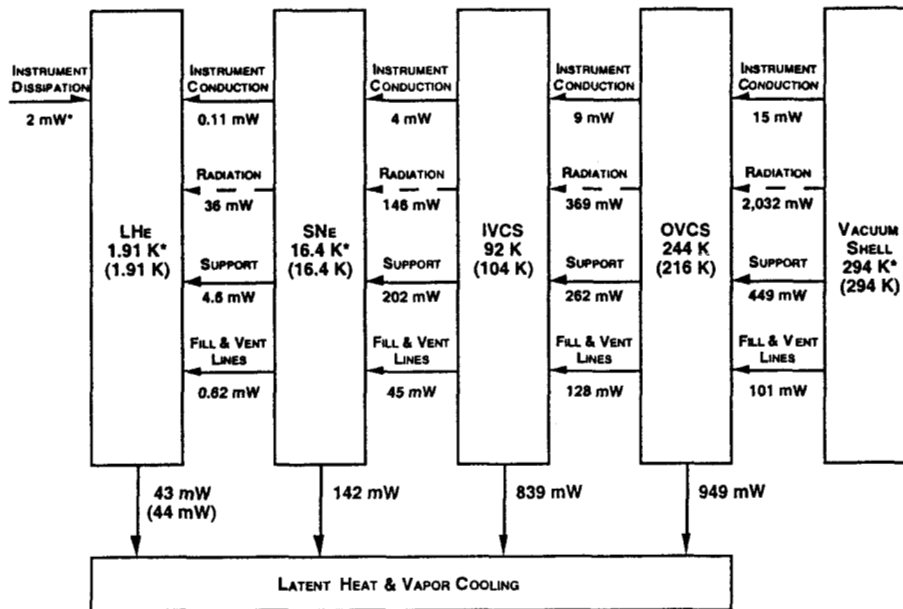 INSTRUMENT
DISSIPATION
2 mW*
INSTRUMENT
CONDUCTION
0.11 mW
INSTRUMENT
CONDUCTION
4 mW
INSTRUMENT
CONDUCTION
9 mW
INSTRUMENT
CONDUCTION
15 mW
RADIATION
36 mW
RADIATION
146 mW
RADIATION
369 mW
RADIATION
2,032 mW
LHE
1.91 K*
(1.91 K)
SNE
16.4 K*
(16.4 K)
IVCS
92 K
(104 K)
OVCS
244 K
(216 K)
VACUUM
SHELL
294 K*
(294 K)
SUPPORT
4.6 mW
SUPPORT
202 mW
SUPPORT
262 mW
SUPPORT
449 mW
FILL & VENT
LINES
0.62 mW
FILL & VENT
LINES
45 mW
FILL & VENT
LINES
128 mW
FILL & VENT
LINES
101 mW
43 mW
(44 mW)
142 mW
839 mW
949 mW
LATENT HEAT & VAPOR COOLING